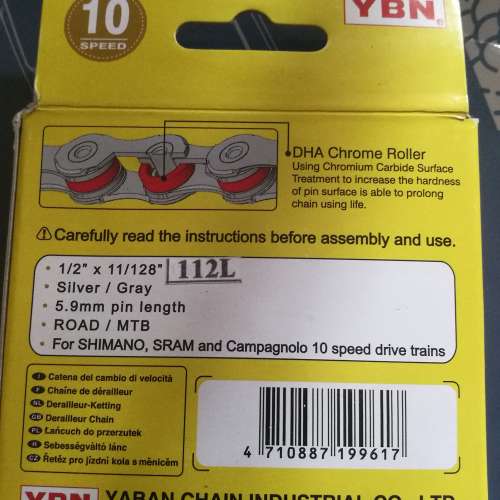 10
SPEED
YBN®
DHA Chrome Roller
Using Chromium Carbide Surface
Treatment to increase the hardness
of pin surface is able to prolong
chain using life.
⚠Carefully read the instructions before assembly and use.
• 1/2" x 11/128" 112L
• Silver / Gray
• 5.9mm pin length
• ROAD / MTB
• For SHIMANO, SRAM and Campagnolo 10 speed drive trains
I Catena del cambio di velocità
F Chaîne de dérailleur
NL Derailleur-Ketting
GB Derailleur Chain
PL Łańcuch do przerzutek
H Sebességváltó lánc
CZ Řetěz pro jízdní kola s měničem
4 710887 199617
YBN YABAN CHAIN INDUSTRIAL CO., LTD